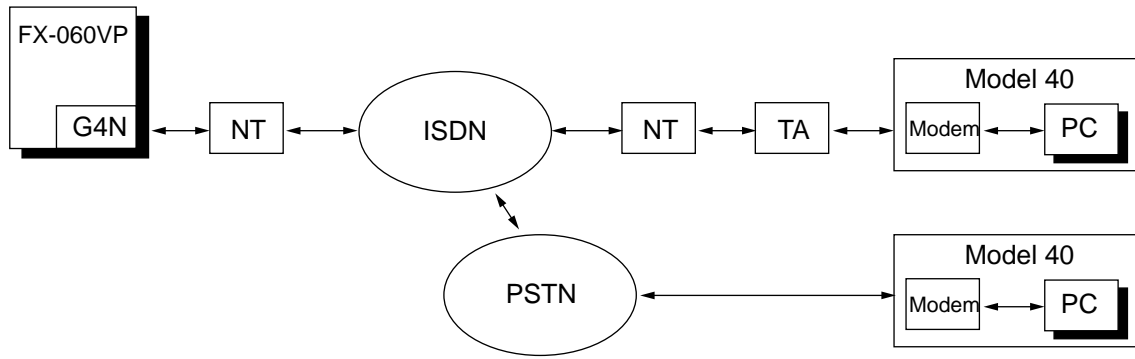 FX-060VP
G4N
NT
ISDN
NT
TA
Model 40
Modem
PC
PSTN
Model 40
Modem
PC